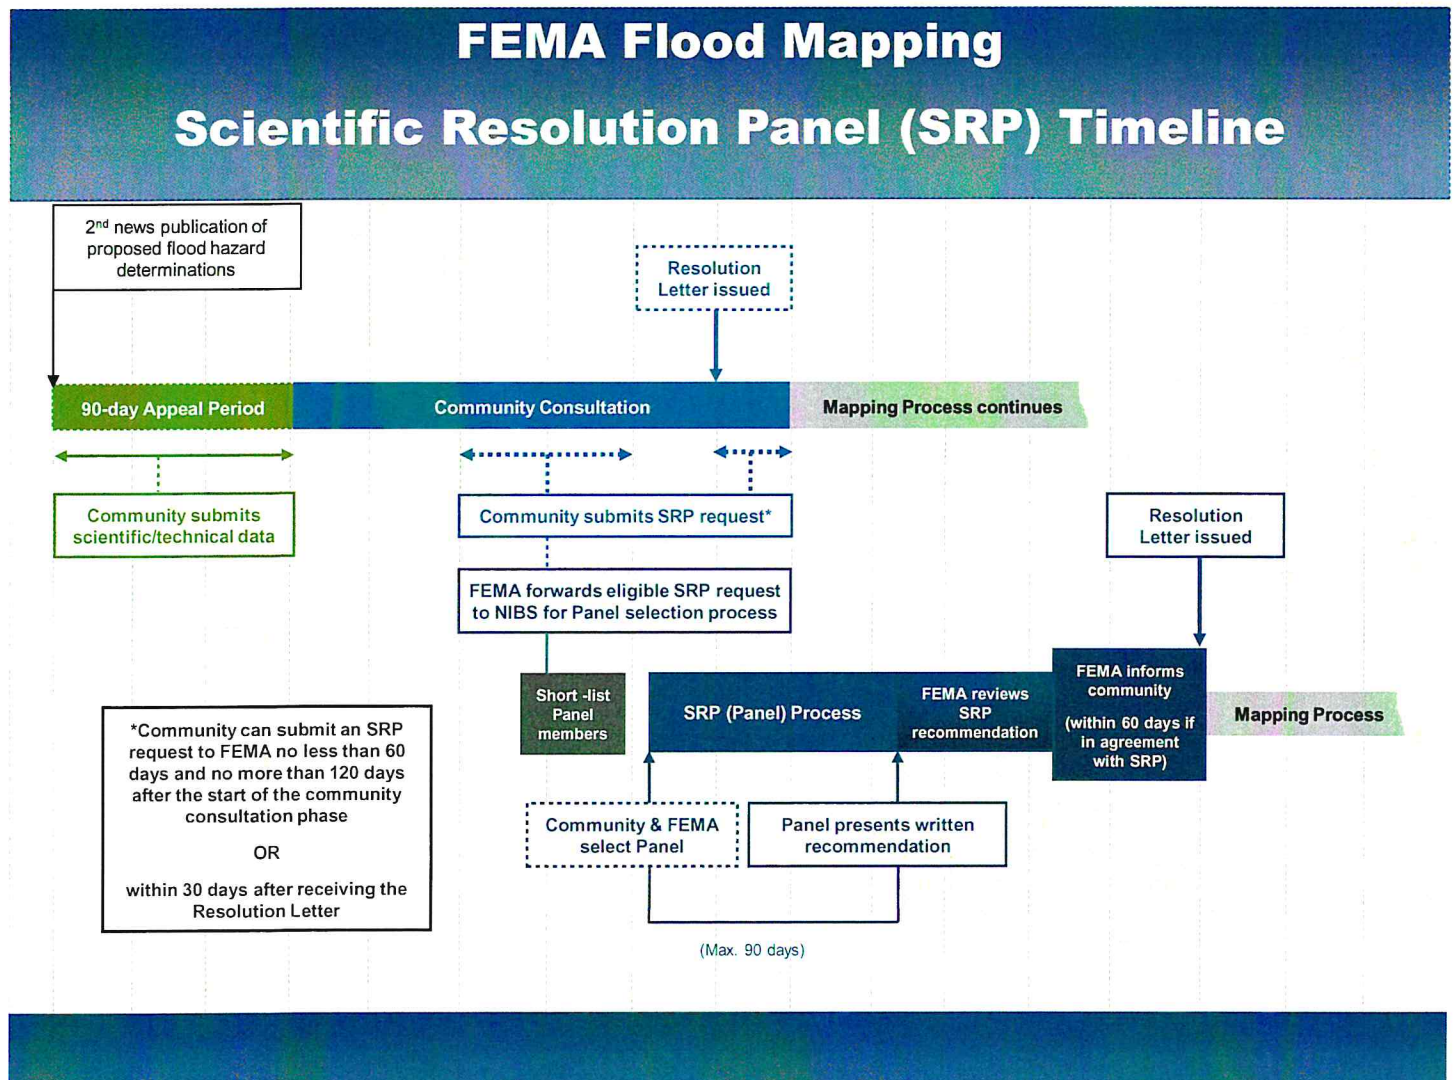 FEMA Flood Mapping
Scientific Resolution Panel (SRP) Timeline
2nd news publication of
proposed flood hazard
determinations
Resolution
Letter issued
90-day Appeal Period
Community Consultation
Mapping Process continues
Community submits
scientific/technical data
Community submits SRP request*
Resolution
Letter issued
FEMA forwards eligible SRP request
to NIBS for Panel selection process
Short -list
Panel
members
SRP (Panel) Process
FEMA reviews
SRP
recommendation
FEMA informs
community
(within 60 days if
in agreement
with SRP)
Mapping Process
*Community can submit an SRP
request to FEMA no less than 60
days and no more than 120 days
after the start of the community
consultation phase
OR
within 30 days after receiving the
Resolution Letter
Community & FEMA
select Panel
Panel presents written
recommendation
(Max. 90 days)